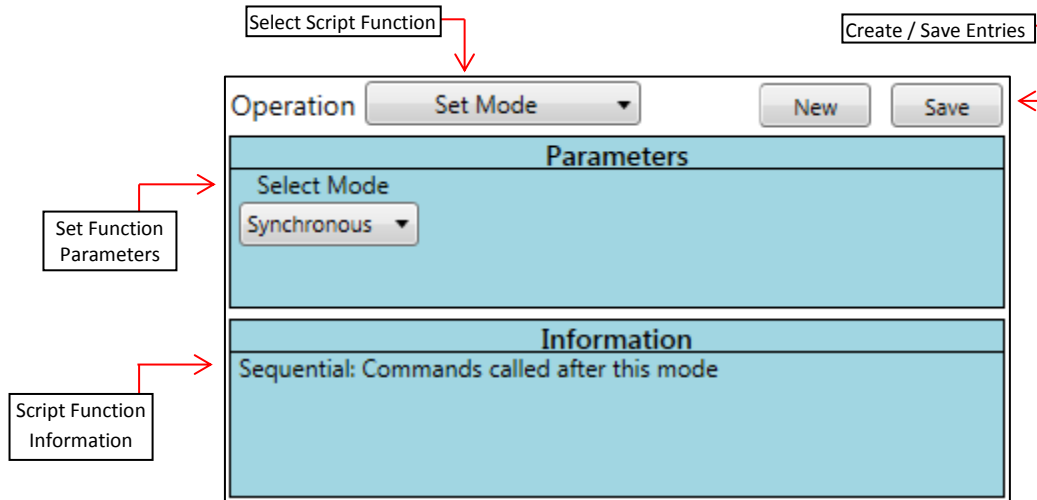 Select Script Function
Create / Save Entries
Operation Set Mode New Save
Parameters
Select Mode
Synchronous
Set Function
Parameters
Information
Sequential: Commands called after this mode
Script Function
Information